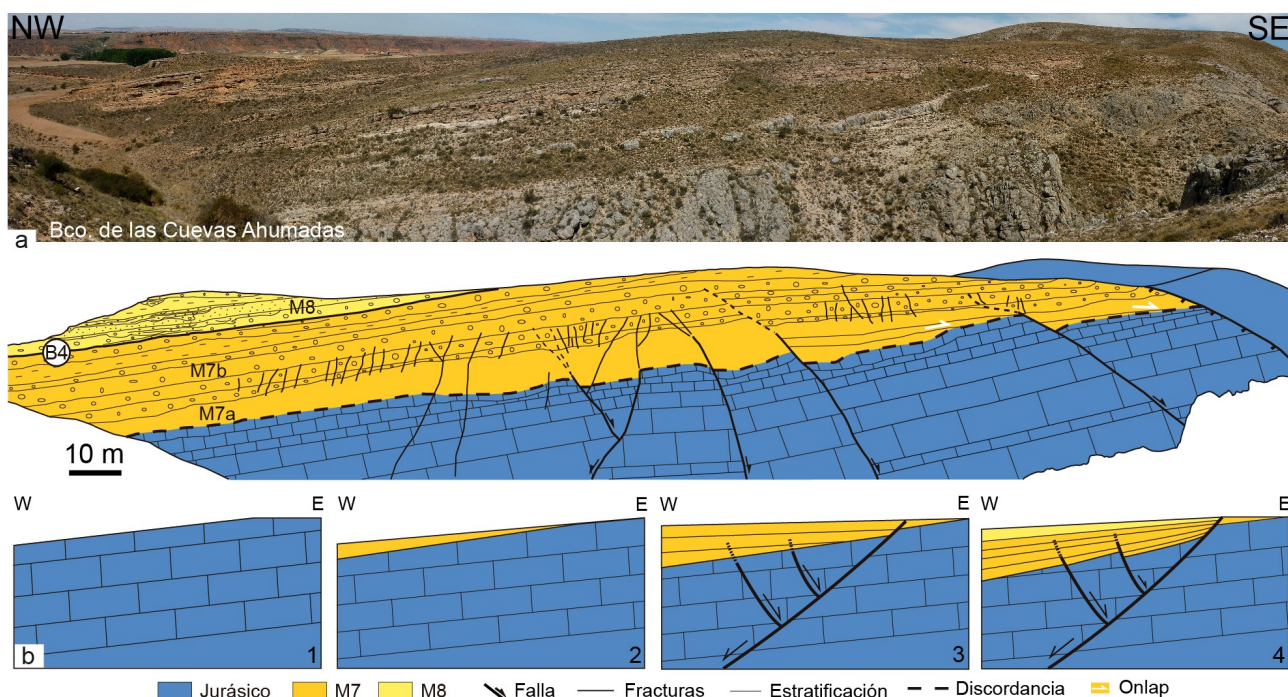 NW
SE
a
Bco. de las Cuevas Ahumadas
M8
B4
M7b
M7a
10 m
W
E
W
E
W
E
W
E
b
1
2
3
4
Jurásico
M7
M8
Falla
Fracturas
Estratificación
Discordancia
Onlap